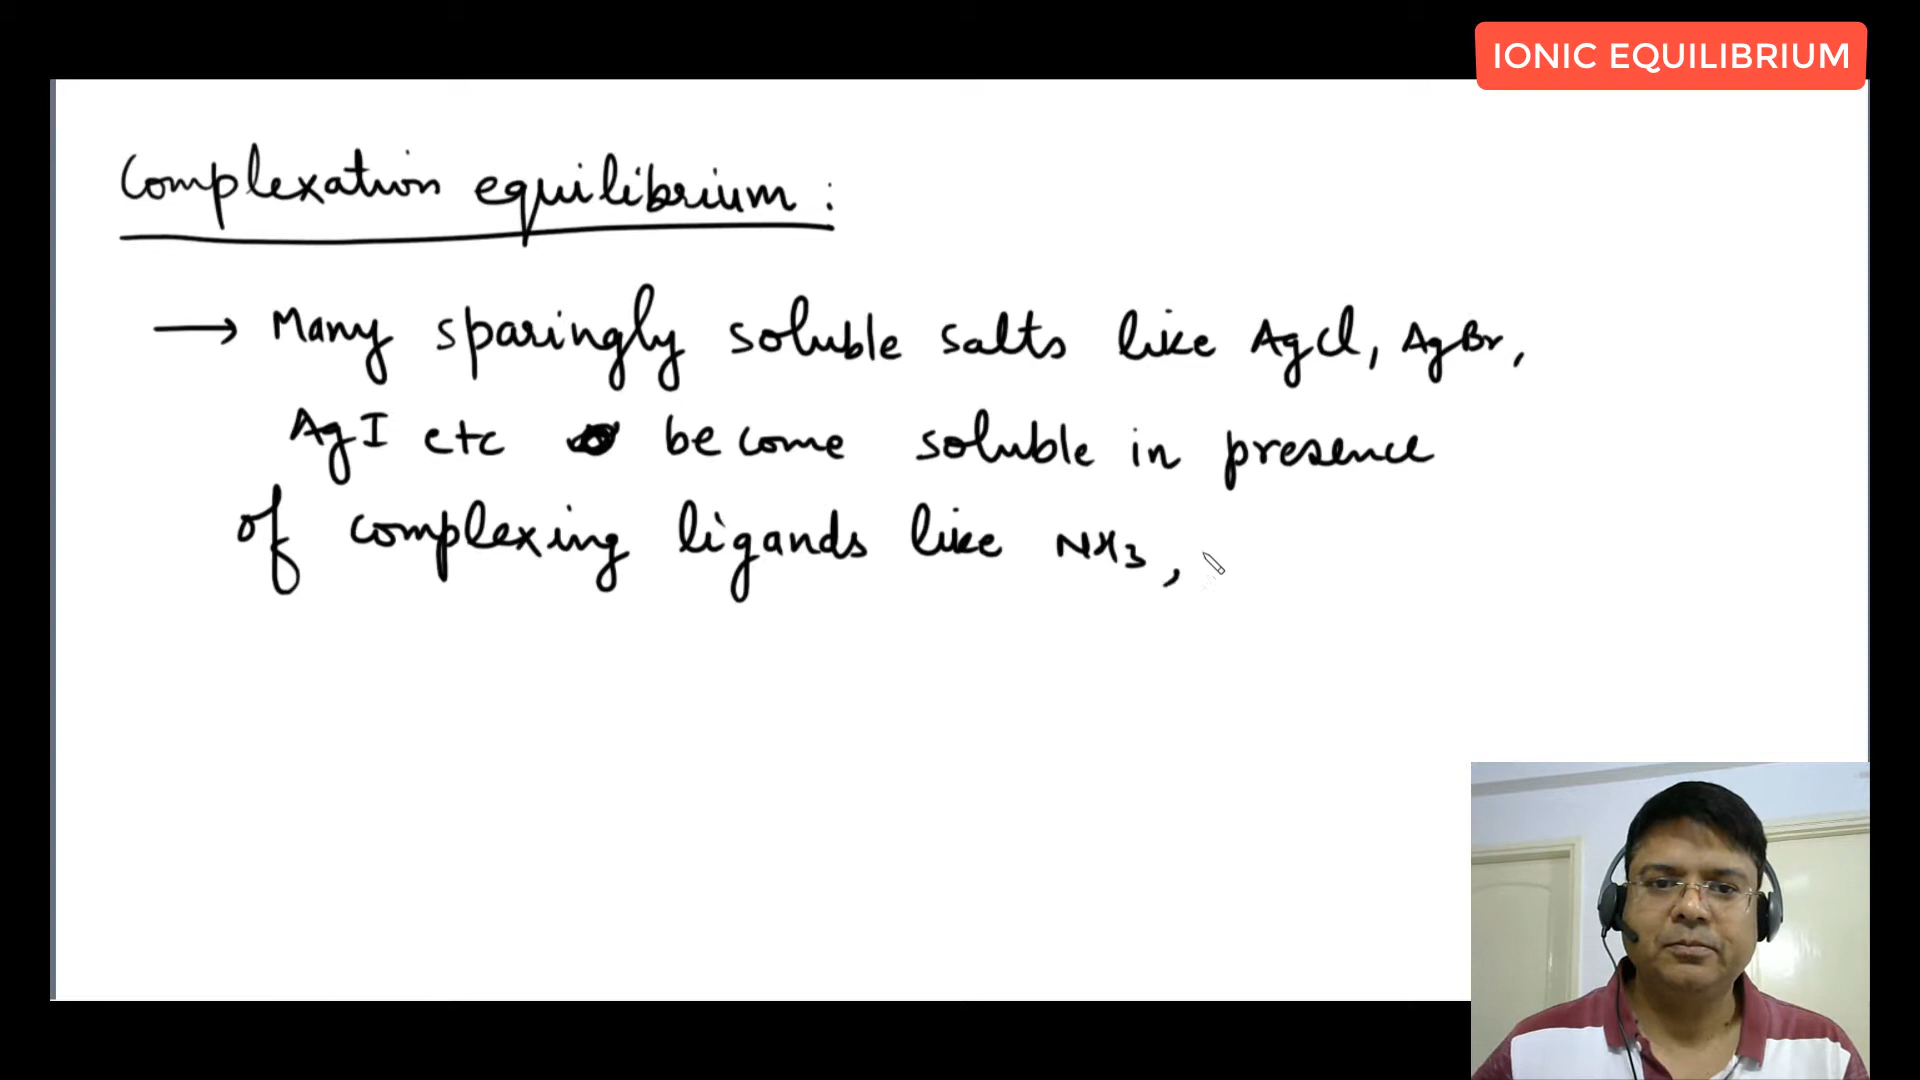 IONIC EQUILIBRIUM
Complexation equilibrium :
→ Many sparingly soluble salts like AgCl, AgBr,
AgI etc become soluble in presence
of complexing ligands like NH3,